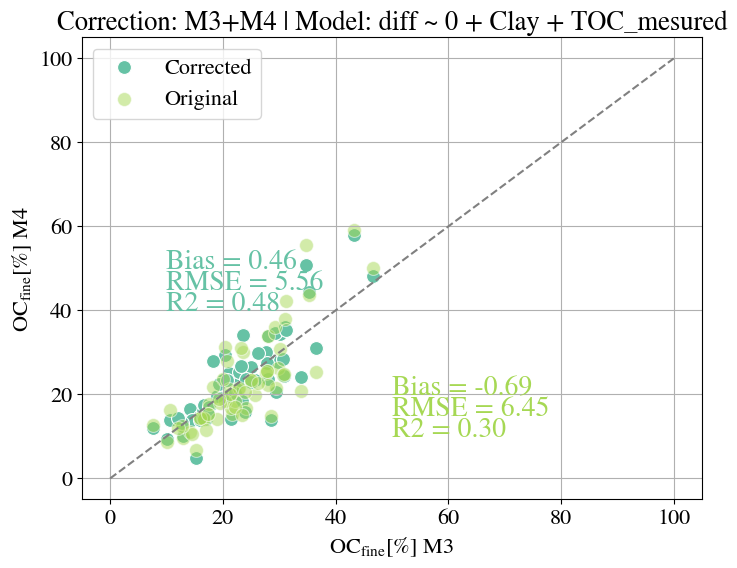 Correction: M3+M4 | Model: diff ~ 0 + Clay + TOC_mesured
Corrected
Original
100
80
60
40
20
0
OCfine[%] M4
Bias = 0.46
RMSE = 5.56
R2 = 0.48
Bias = -0.69
RMSE = 6.45
R2 = 0.30
0 20 40 60 80 100
OCfine[%] M3